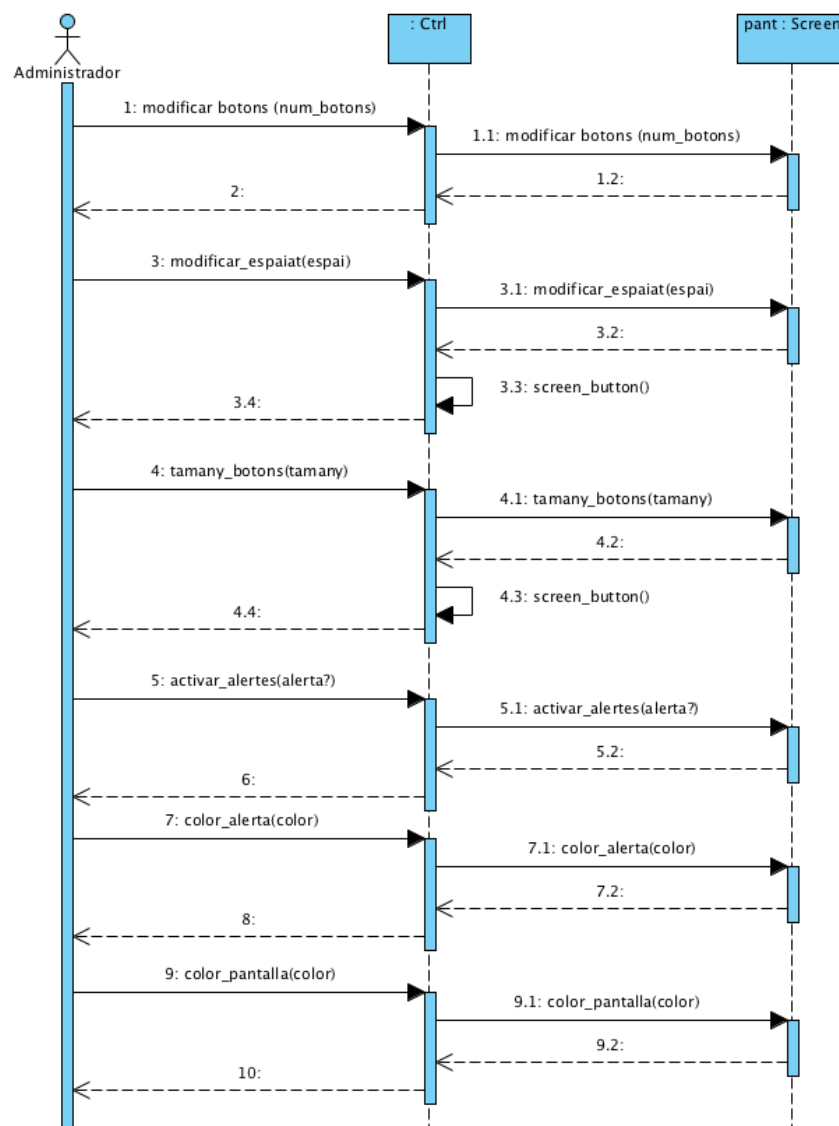 : Ctrl
pant : Screen
Administrador
1: modificar botons (num_botons)
1.1: modificar botons (num_botons)
1.2:
2:
3: modificar_espaiat(espai)
3.1: modificar_espaiat(espai)
3.2:
3.3: screen_button()
3.4:
4: tamany_botons(tamany)
4.1: tamany_botons(tamany)
4.2:
4.3: screen_button()
4.4:
5: activar_alertes(alerta?)
5.1: activar_alertes(alerta?)
5.2:
6:
7: color_alerta(color)
7.1: color_alerta(color)
7.2:
8:
9: color_pantalla(color)
9.1: color_pantalla(color)
9.2:
10: